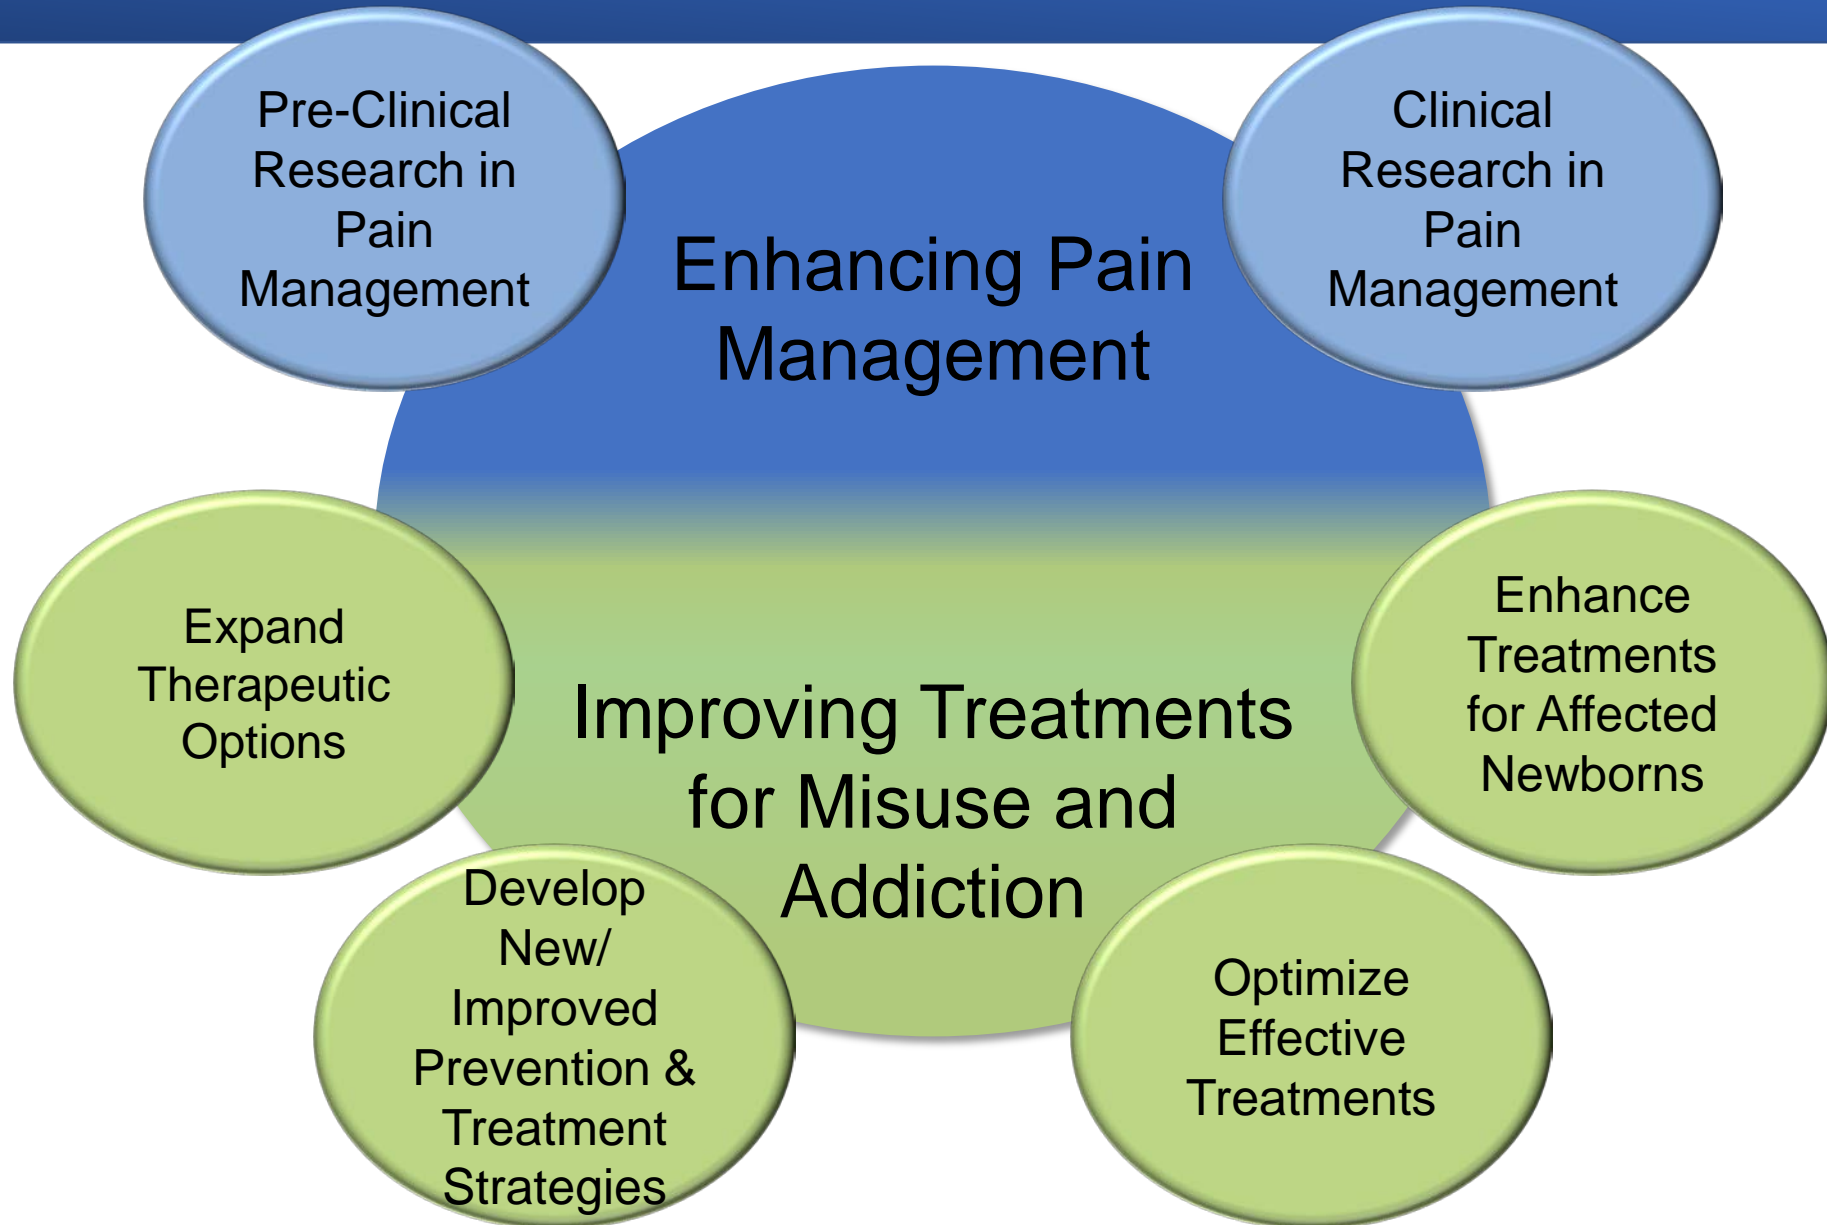 Pre-Clinical
Research in
Pain
Management
Clinical
Research in
Pain
Management
Enhancing Pain
Management
Expand
Therapeutic
Options
Enhance
Treatments
for Affected
Newborns
Improving Treatments
for Misuse and
Addiction
Develop
New/
Improved
Prevention &
Treatment
Strategies
Optimize
Effective
Treatments